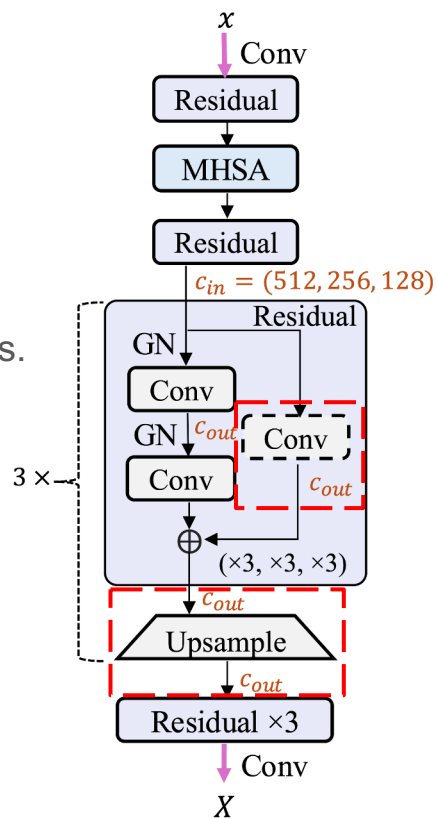 x
Conv
Residual
MHSA
Residual
c_in = (512, 256, 128)
Residual
s.
GN
Conv
c_out
Conv
GN
Conv
c_out
3 ×
⊕
(×3, ×3, ×3)
c_out
Upsample
c_out
Residual ×3
Conv
X